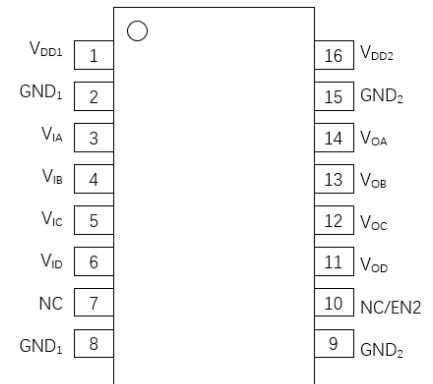 VDD1 1 16 VDD2
GND1 2 15 GND2
VIA 3 14 VOA
VIB 4 13 VOB
VIC 5 12 VOC
VID 6 11 VOD
NC 7 10 NC/EN2
GND1 8 9 GND2